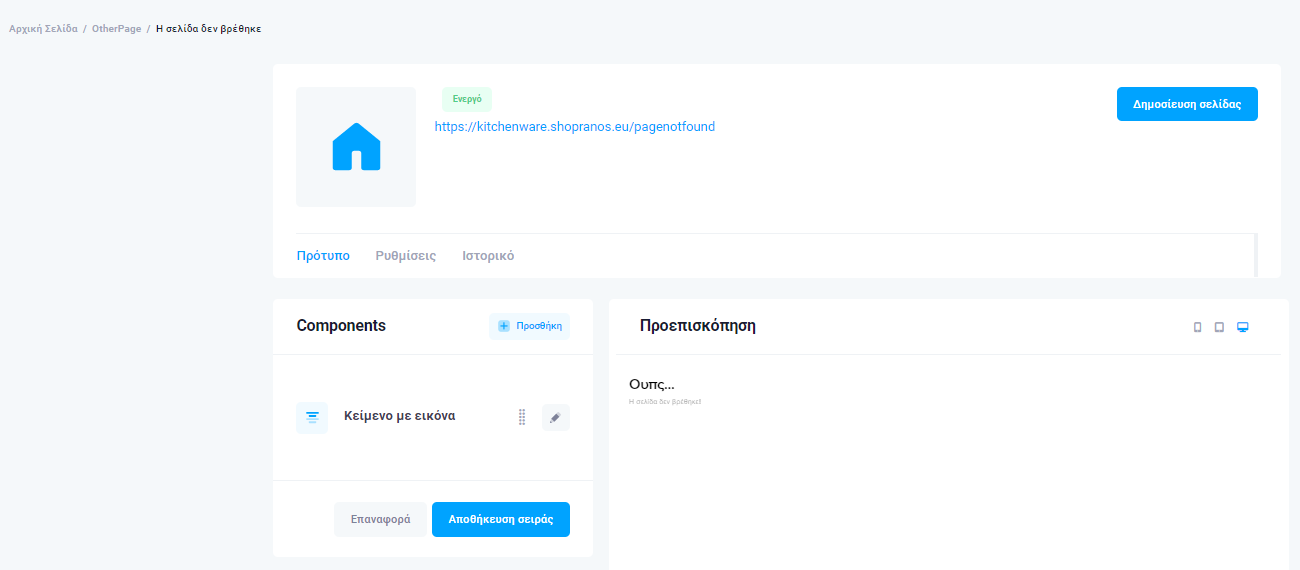 Αρχική Σελίδα / OtherPage / Η σελίδα δεν βρέθηκε
Ενεργό
https://kitchenware.shopranos.eu/pagenotfound
Δημοσίευση σελίδας
Πρότυπο Ρυθμίσεις Ιστορικό
Components
Προσθήκη
Κείμενο με εικόνα
Επαναφορά
Αποθήκευση σειράς
Προεπισκόπηση
Ουπς...
Η σελίδα δεν βρέθηκε!